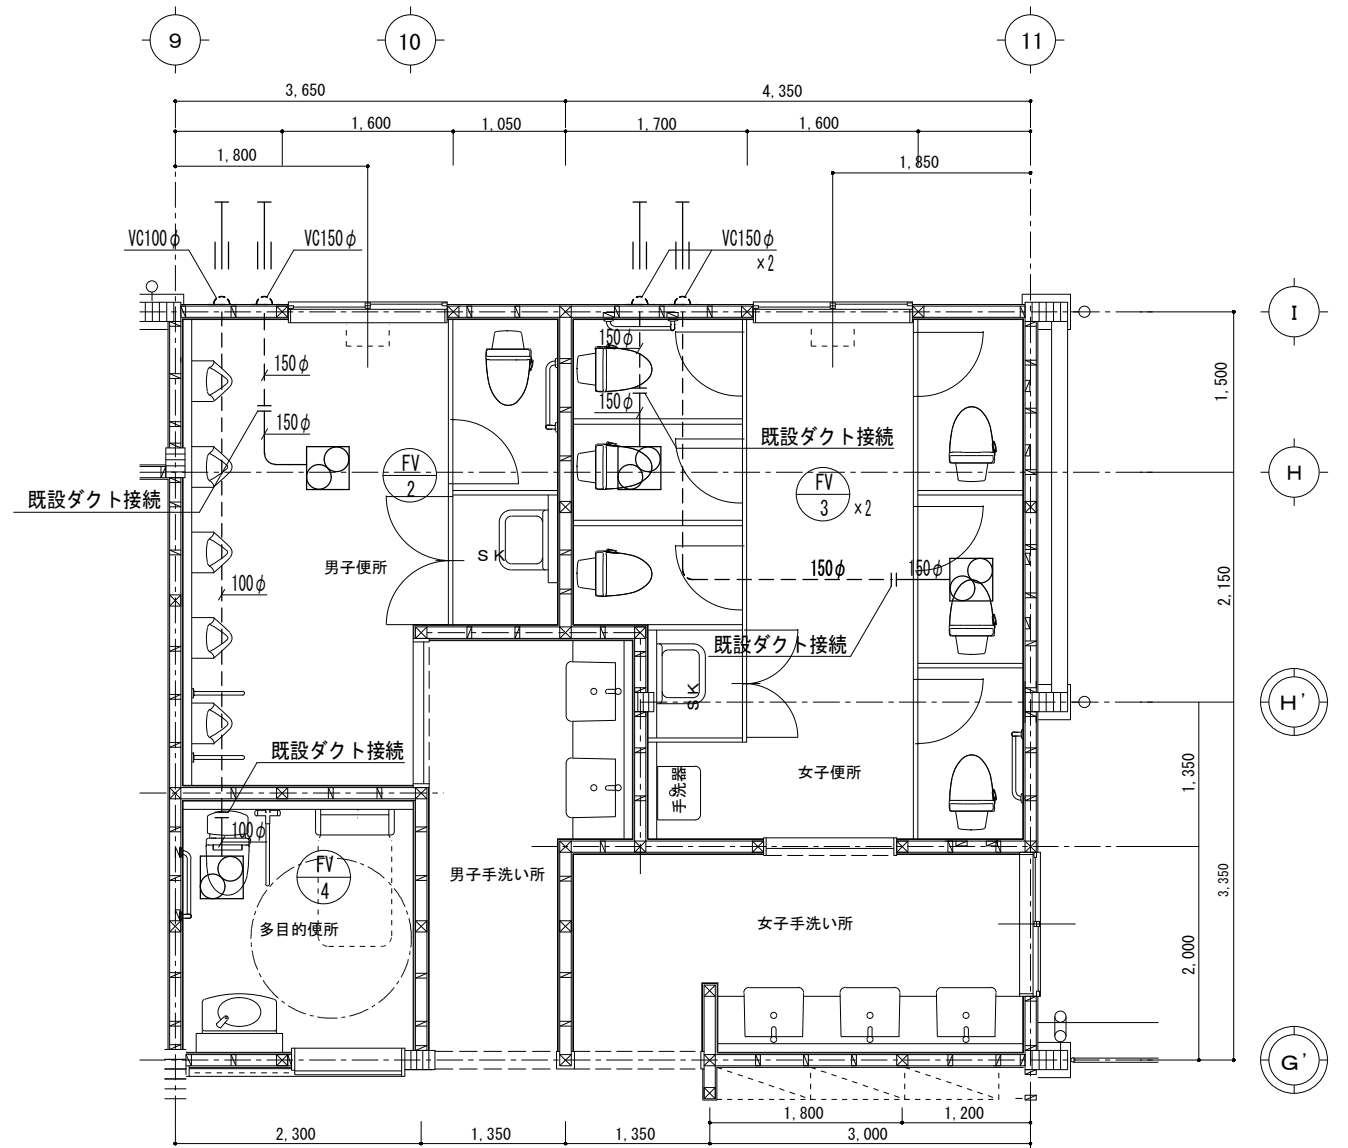 9
10
11
3,650
4,350
1,600
1,050
1,700
1,600
1,800
1,850
VC100φ
VC150φ
VC150φ
×2
I
150φ
150φ
150φ
150φ
1,500
既設ダクト接続
FV
2
FV
3
×2
H
既設ダクト接続
SK
男子便所
100φ
150φ
150φ
2,150
既設ダクト接続
SK
H'
既設ダクト接続
女子便所
手洗器
1,350
100φ
FV
4
男子手洗い所
3,350
多目的便所
女子手洗い所
2,000
G'
1,800
1,200
2,300
1,350
1,350
3,000